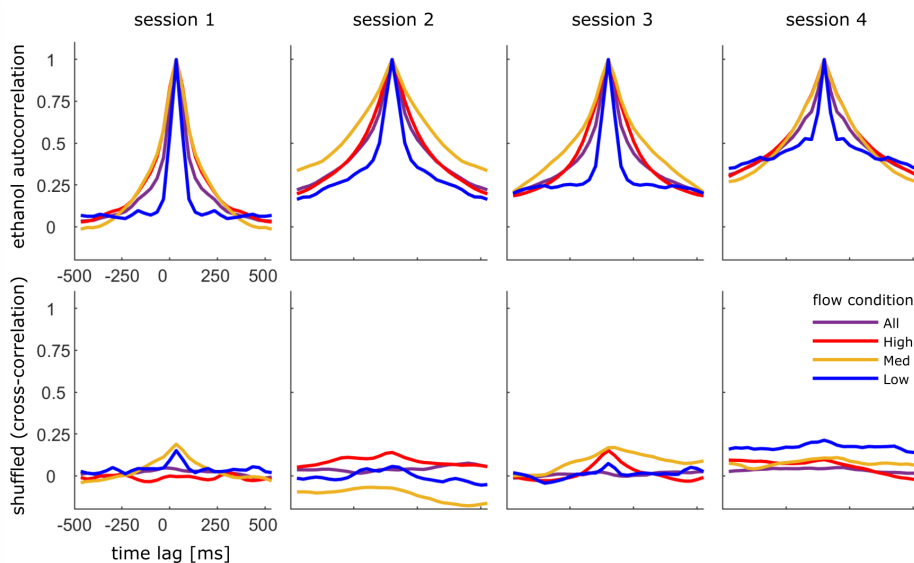 session 1
session 2
session 3
session 4
ethanol autocorrelation
1
0.75
0.5
0.25
0
-500
-250
0
250
500
shuffled (cross-correlation)
1
0.75
0.5
0.25
0
-500
-250
0
250
500
time lag [ms]
flow condition
All
High
Med
Low